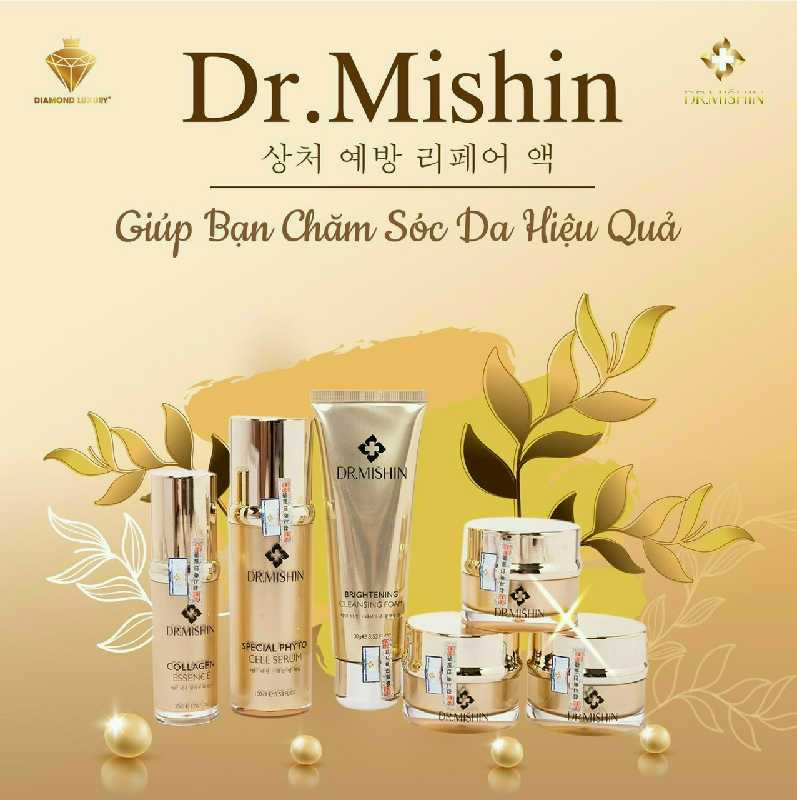 DIAMOND LUXURY
Dr.Mishin
DR.MISHIN
상처 예방 리페어 액
Giúp Bạn Chăm Sóc Da Hiệu Quả
DR.MISHIN
COLLAGEN
ESSENCE
DR.MISHIN
SPECIAL PHYTO
CELL SERUM
DR.MISHIN
BRIGHTENING
CLEANSING FOAM
DR.MISHIN
DR.MISHIN
DR.MISHIN